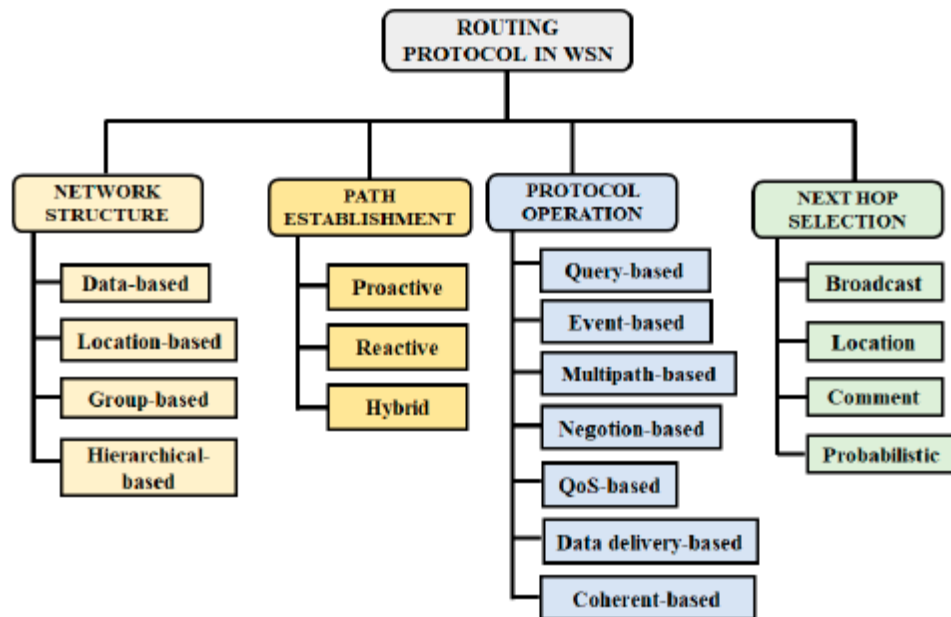 ROUTING
PROTOCOL IN WSN
NETWORK
STRUCTURE
Data-based
Location-based
Group-based
Hierarchical-
based
PATH
ESTABLISHMENT
Proactive
Reactive
Hybrid
PROTOCOL
OPERATION
Query-based
Event-based
Multipath-based
Negotion-based
QoS-based
Data delivery-based
Coherent-based
NEXT HOP
SELECTION
Broadcast
Location
Comment
Probabilistic